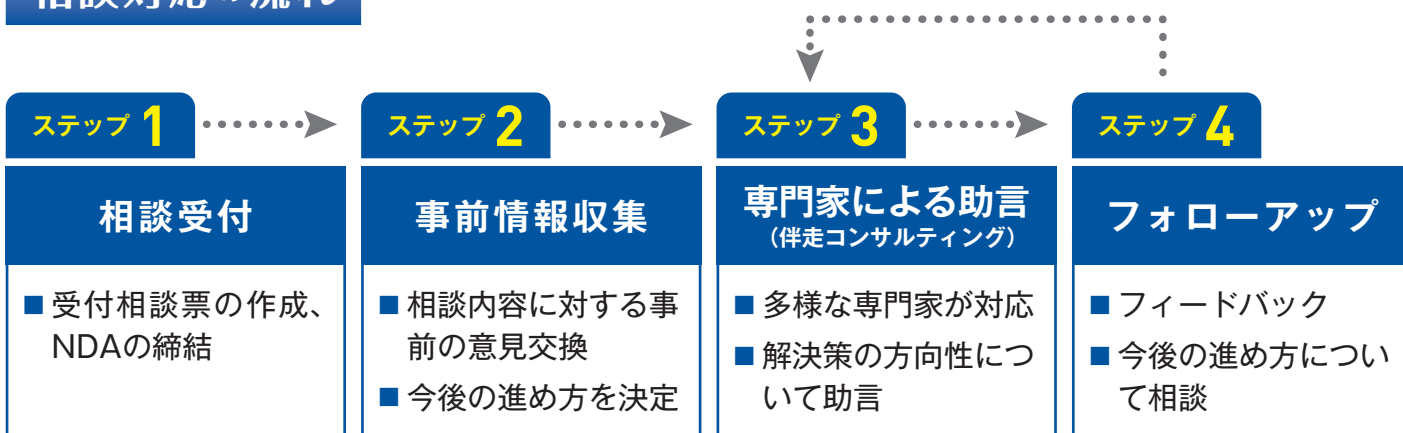 相談対応の流れ
ステップ 1
相談受付
■ 受付相談票の作成、
NDAの締結
ステップ 2
事前情報収集
■ 相談内容に対する事
前の意見交換
■ 今後の進め方を決定
ステップ 3
専門家による助言
（伴走コンサルティング）
■ 多様な専門家が対応
■ 解決策の方向性につ
いて助言
ステップ 4
フォローアップ
■ フィードバック
■ 今後の進め方につい
て相談